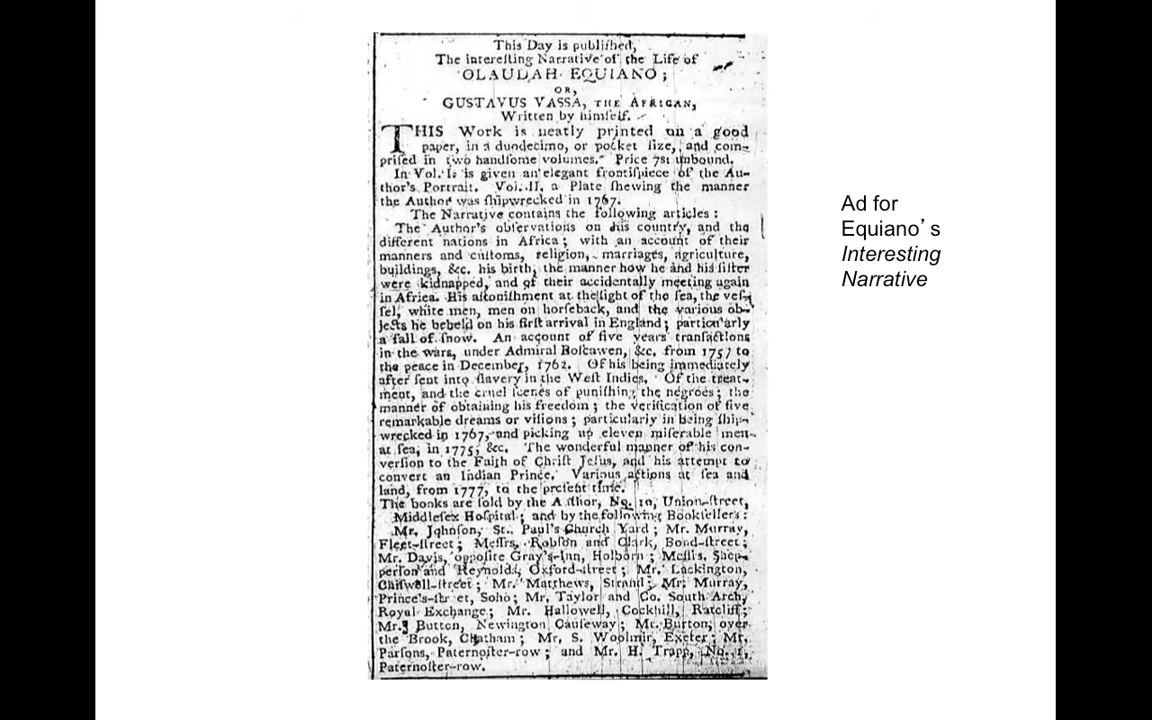 This Day is publiſhed,
The intereſting Narrative of the Life of
OLAUDAH EQUIANO;
OR,
GUSTAVUS VASSA, THE AFRICAN,
Written by himſelf.
THIS Work is neatly printed on a good
paper, in a duodecimo, or pocket ſize, and com-
priſed in two handſome volumes. Price 7s. unbound.
In Vol. I. is given an elegant frontiſpiece of the Au-
thor's Portrait. Vol. II. a Plate ſhewing the manner
the Author was ſhipwrecked in 1767.
The Narrative contains the following articles:
The Author's obſervations on his country, and the
different nations in Africa; with an account of their
manners and cuſtoms, religion, marriages, agriculture,
buildings, &c. his birth, the manner how he and his ſiſter
were kidnapped, and of their accidentally meeting again
in Africa. His aſtoniſhment at the ſight of the ſea, the veſ-
ſel, white men, men on horſeback, and the various ob-
jects he beheld on his firſt arrival in England; particularly
a fall of ſnow. An account of five years' tranſactions
in the wars, under Admiral Boſcawen, &c. from 1757 to
the peace in December, 1762. Of his being immediately
after ſent into ſlavery in the Weſt Indies. Of the treat-
ment, and the cruel ſcenes of puniſhing the negroes; the
manner of obtaining his freedom; the verification of five
remarkable dreams or viſions; particularly in being ſhip-
wrecked in 1767, and picking up eleven miſerable men
at ſea, in 1775, &c. The wonderful manner of his con-
verſion to the Faith of Chriſt Jeſus, and his attempt to
convert an Indian Prince. Various actions at ſea and
land, from 1777, to the preſent time.
The books are ſold by the Author, No. 10, Union-ſtreet,
Middleſex Hoſpital; and by the following Bookſellers:
Mr. Johnſon, St. Paul's Church Yard; Mr. Murray,
Fleet-ſtreet; Meſſrs. Robſon and Clark, Bond-ſtreet;
Mr. Davis, oppoſite Gray's-Inn, Holborn; Meſſrs. Shep-
perſon and Reynolds, Oxford-ſtreet; Mr. Lackington,
Chiſwell-ſtreet; Mr. Matthews, Strand; Mr. Murray,
Prince's-ſtreet, Soho; Mr. Taylor and Co. South Arch,
Royal Exchange; Mr. Hallowell, Cockhill, Ratcliff;
Mr. Button, Newington Cauſeway; Mr. Burton, over
the Brook, Chatham; Mr. S. Woolmir, Exeter; Mr.
Parſons, Paternoſter-row; and Mr. H. Trapp, No. 1,
Paternoſter-row.
Ad for
Equiano's
Interesting
Narrative